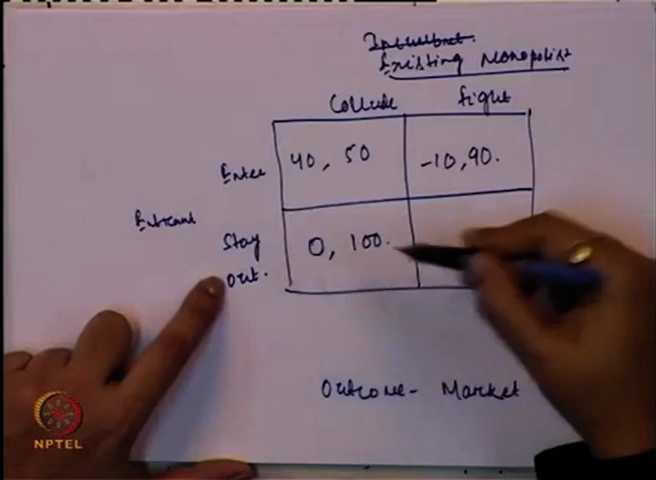 Existing Monopolist
Collude fight
Enter 40, 50 -10, 90.
Entrant
Stay 0, 100.
out.
Outcome - Market
NPTEL